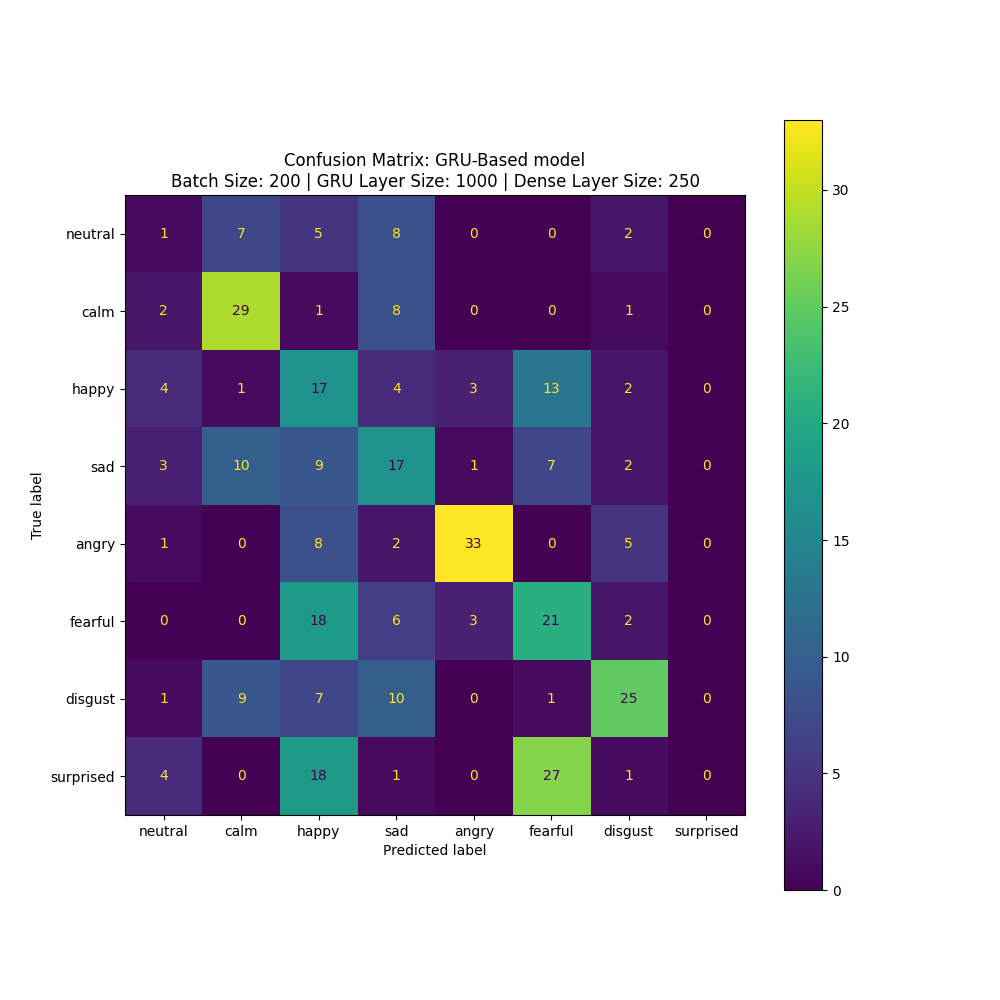 Confusion Matrix: GRU-Based model
Batch Size: 200 | GRU Layer Size: 1000 | Dense Layer Size: 250
True label
neutral 1 7 5 8 0 0 2 0
calm 2 29 1 8 0 0 1 0
happy 4 1 17 4 3 13 2 0
sad 3 10 9 17 1 7 2 0
angry 1 0 8 2 33 0 5 0
fearful 0 0 18 6 3 21 2 0
disgust 1 9 7 10 0 1 25 0
surprised 4 0 18 1 0 27 1 0
neutral calm happy sad angry fearful disgust surprised
Predicted label
30
25
20
15
10
5
0